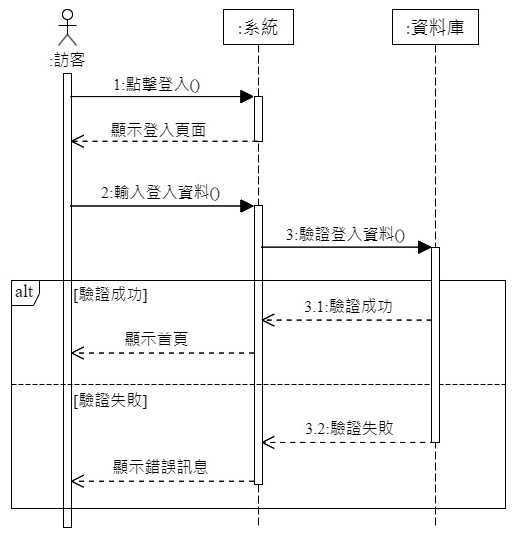 :訪客
:系統
:資料庫
1:點擊登入()
顯示登入頁面
2:輸入登入資料()
3:驗證登入資料()
alt
[驗證成功]
3.1:驗證成功
顯示首頁
[驗證失敗]
3.2:驗證失敗
顯示錯誤訊息